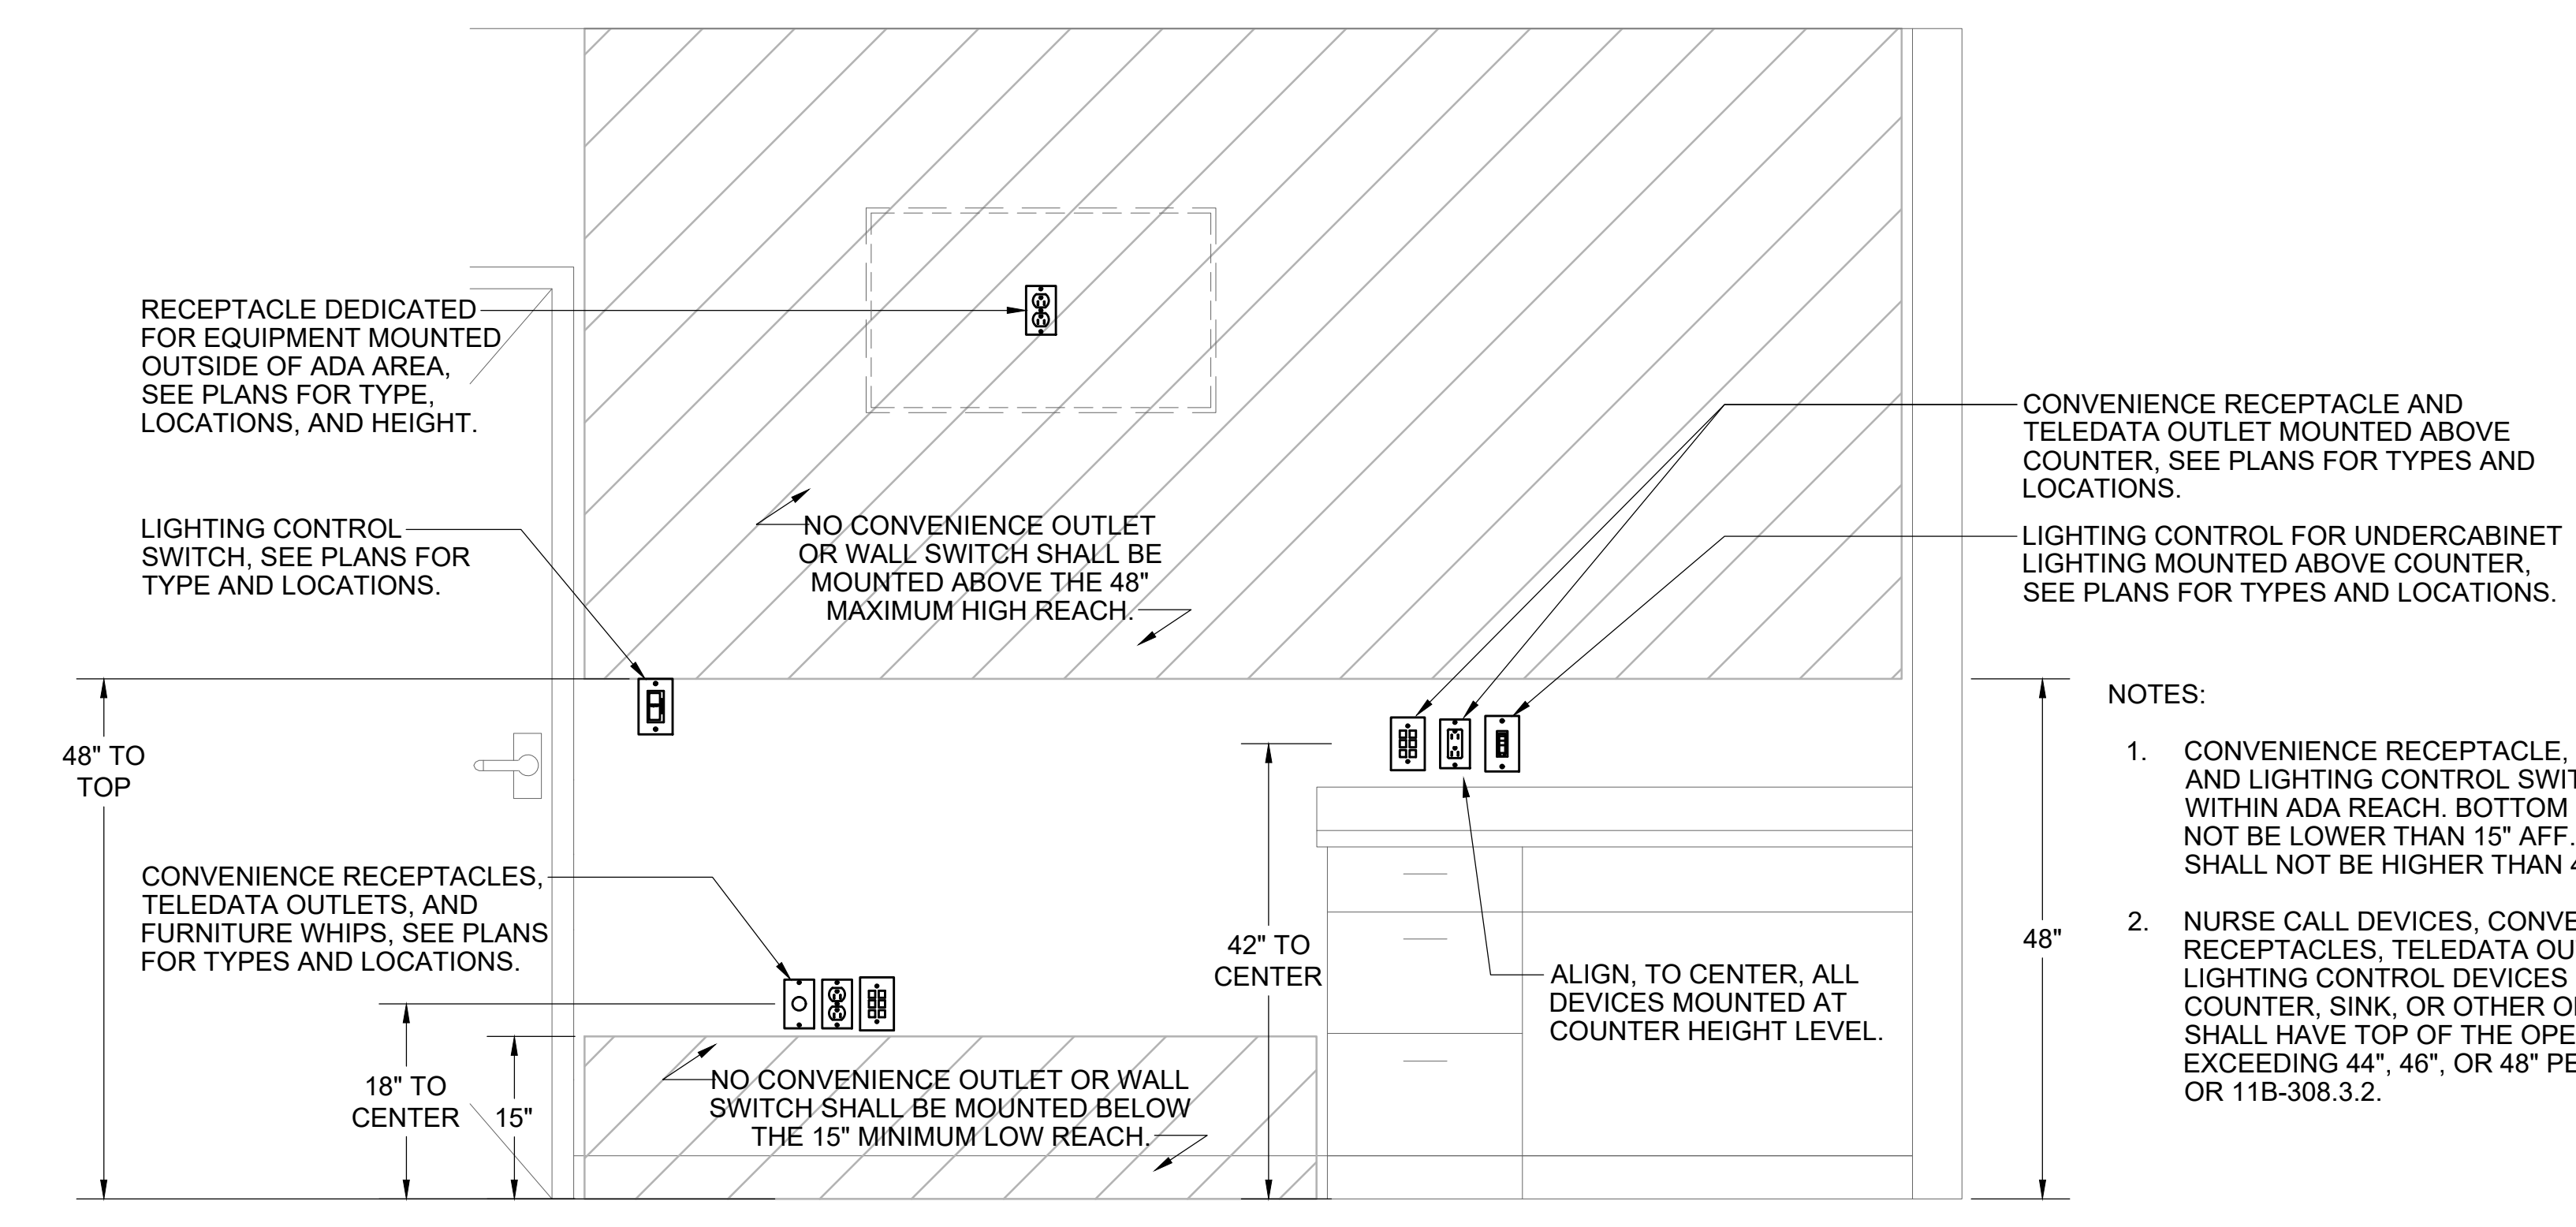 RECEPTACLE DEDICATED
FOR EQUIPMENT MOUNTED
OUTSIDE OF ADA AREA,
SEE PLANS FOR TYPE,
LOCATIONS, AND HEIGHT.
LIGHTING CONTROL
SWITCH, SEE PLANS FOR
TYPE AND LOCATIONS.
NO CONVENIENCE OUTLET
OR WALL SWITCH SHALL BE
MOUNTED ABOVE THE 48"
MAXIMUM HIGH REACH.
CONVENIENCE RECEPTACLE AND
TELEDATA OUTLET MOUNTED ABOVE
COUNTER, SEE PLANS FOR TYPES AND
LOCATIONS.
LIGHTING CONTROL FOR UNDERCABINET
LIGHTING MOUNTED ABOVE COUNTER,
SEE PLANS FOR TYPES AND LOCATIONS.
48" TO
TOP
CONVENIENCE RECEPTACLES,
TELEDATA OUTLETS, AND
FURNITURE WHIPS, SEE PLANS
FOR TYPES AND LOCATIONS.
18" TO
CENTER
15"
NO CONVENIENCE OUTLET OR WALL
SWITCH SHALL BE MOUNTED BELOW
THE 15" MINIMUM LOW REACH.
42" TO
CENTER
ALIGN, TO CENTER, ALL
DEVICES MOUNTED AT
COUNTER HEIGHT LEVEL.
48"
NOTES:
1. CONVENIENCE RECEPTACLE,
AND LIGHTING CONTROL
WITHIN ADA REACH. BOTTOM
NOT BE LOWER THAN 15" AFF.
SHALL NOT BE HIGHER THAN
2. NURSE CALL DEVICES,
RECEPTACLES, TELEDATA
LIGHTING CONTROL DEVICES
COUNTER, SINK, OR OTHER
SHALL HAVE TOP OF THE
EXCEEDING 44", 46", OR 48"
OR 11B-308.3.2.